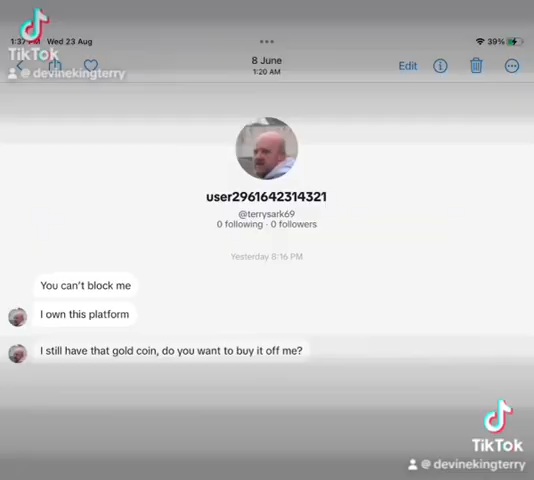 TikTok
@ devinekingterry
1:37 PM Wed 23 Aug
39%
8 June
1:20 AM
Edit
user2961642314321
@terrysark69
0 following · 0 followers
Yesterday 8:16 PM
You can't block me
I own this platform
I still have that gold coin, do you want to buy it off me?
TikTok
@ devinekingterry